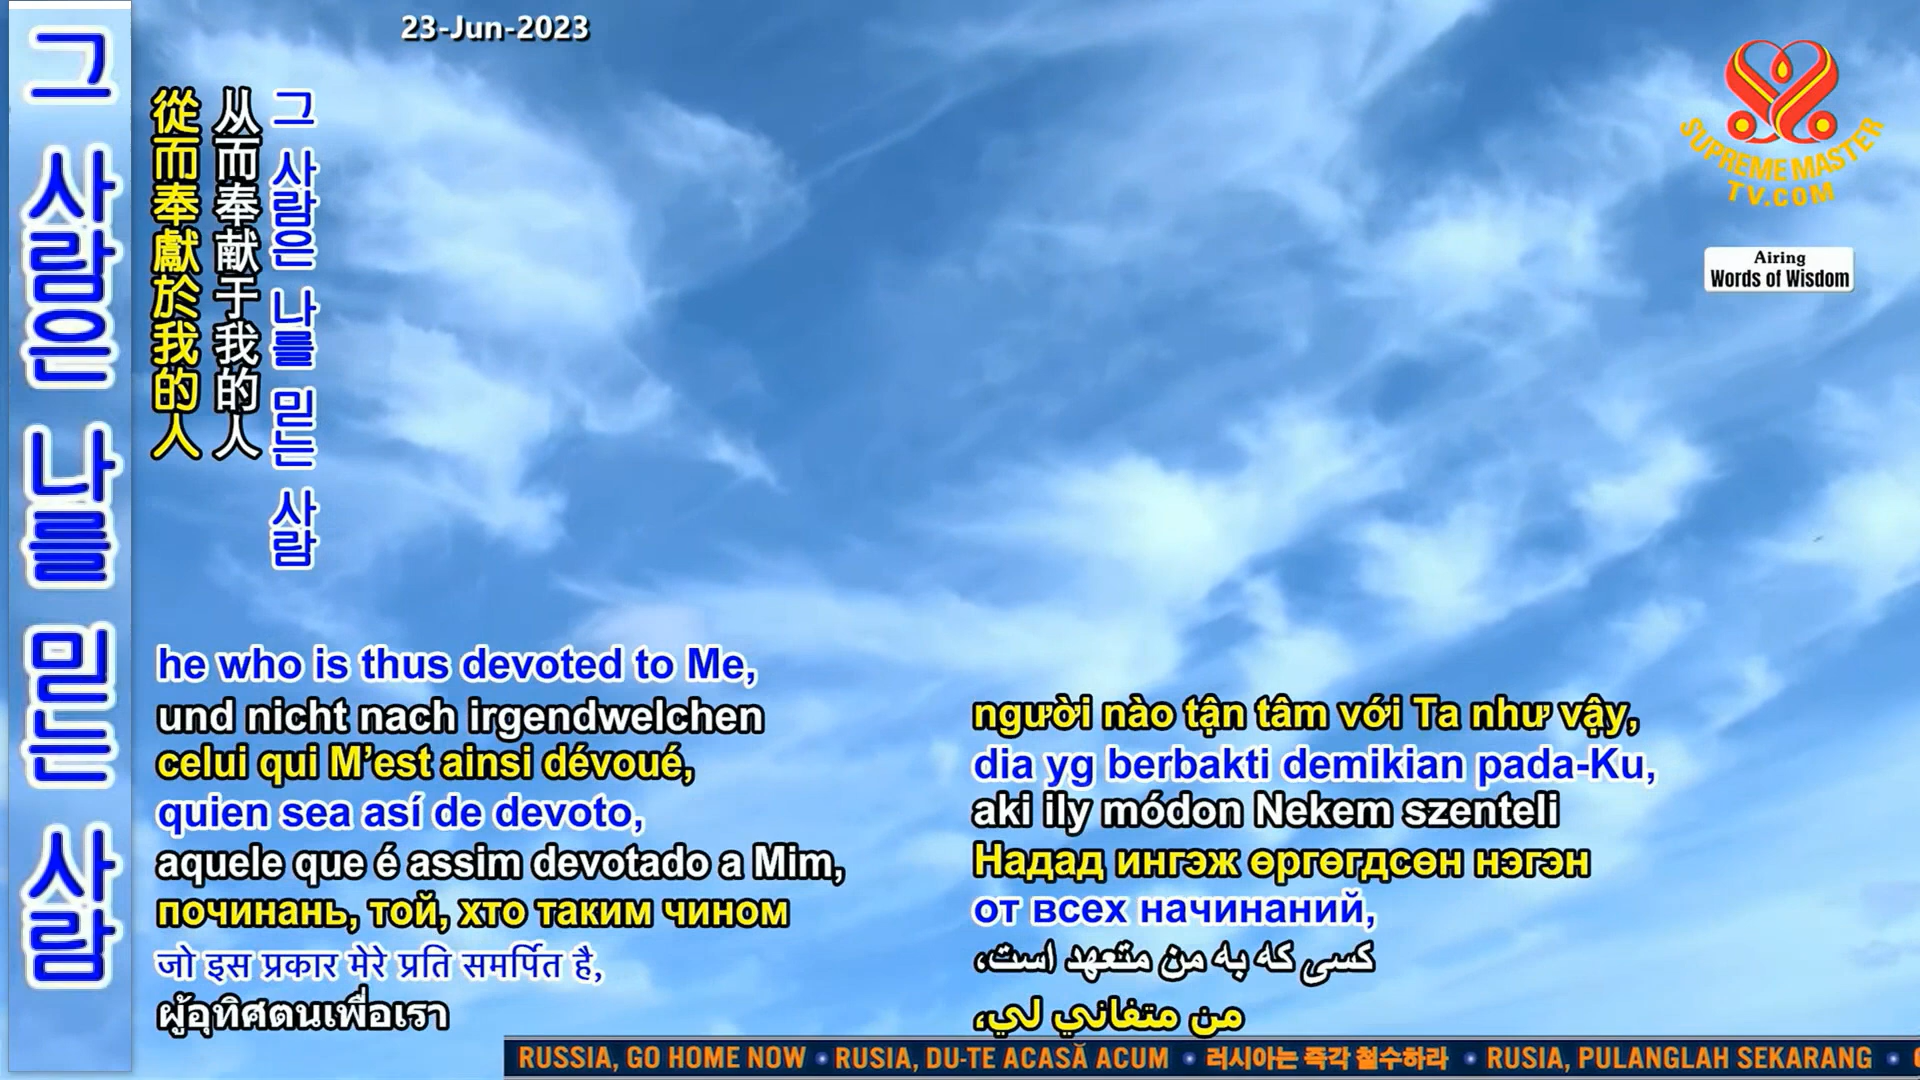 23-Jun-2023
그 사람은 나를 믿는 사람
從而奉獻於我的人
从而奉献于我的人
그 사람은 나를 믿는 사람
SUPREME MASTER
TV.COM
Airing
Words of Wisdom
he who is thus devoted to Me,
und nicht nach irgendwelchen
celui qui M’est ainsi dévoué,
quien sea así de devoto,
aquele que é assim devotado a Mim,
починань, той, хто таким чином
जो इस प्रकार मेरे प्रति समर्पित है,
ผู้อุทิศตนเพื่อเรา
người nào tận tâm với Ta như vậy,
dia yg berbakti demikian pada-Ku,
aki ily módon Nekem szenteli
Надад ингэж өргөгдсөн нэгэн
от всех начинаний,
کسی که به من متعهد است،
من متفاني لي،
RUSSIA, GO HOME NOW • RUSIA, DU-TE ACASĂ ACUM • 러시아는 즉각 철수하라 • RUSIA, PULANGLAH SEKARANG •